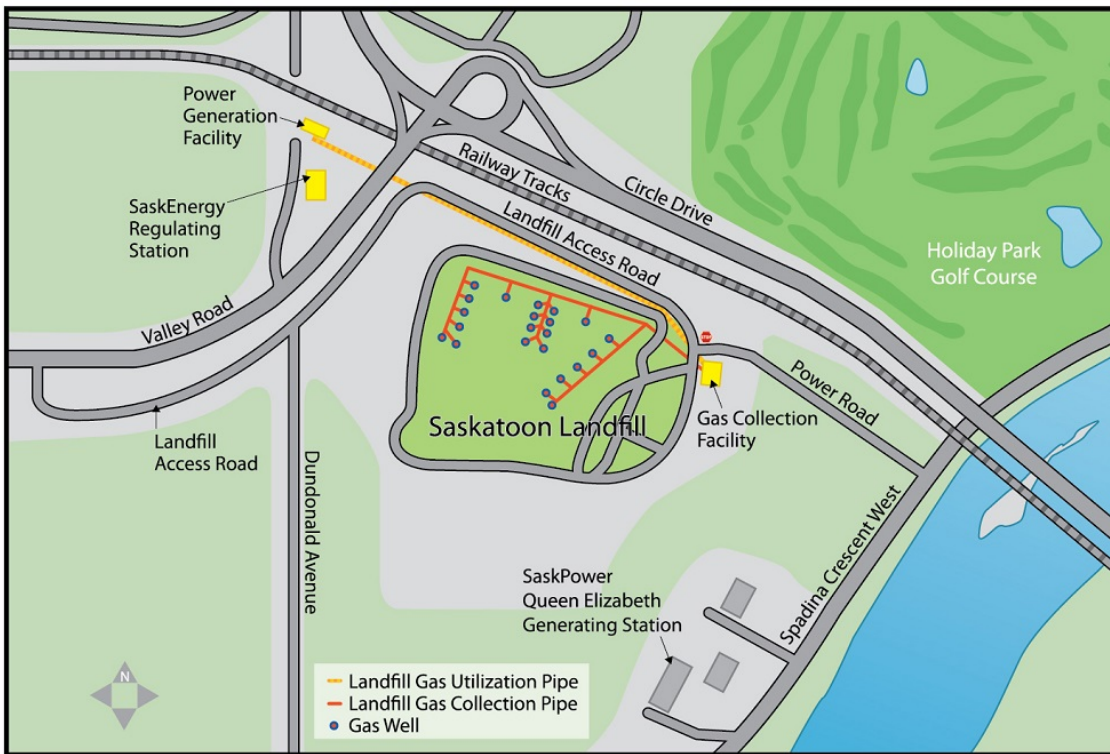 Power
Generation
Facility
SaskEnergy
Regulating
Station
Railway Tracks
Circle Drive
Landfill Access Road
Holiday Park
Golf Course
Valley Road
STOP
Power Road
Gas Collection
Facility
Saskatoon Landfill
Landfill
Access Road
Dundonald Avenue
Spadina Crescent West
SaskPower
Queen Elizabeth
Generating Station
N
Landfill Gas Utilization Pipe
Landfill Gas Collection Pipe
Gas Well